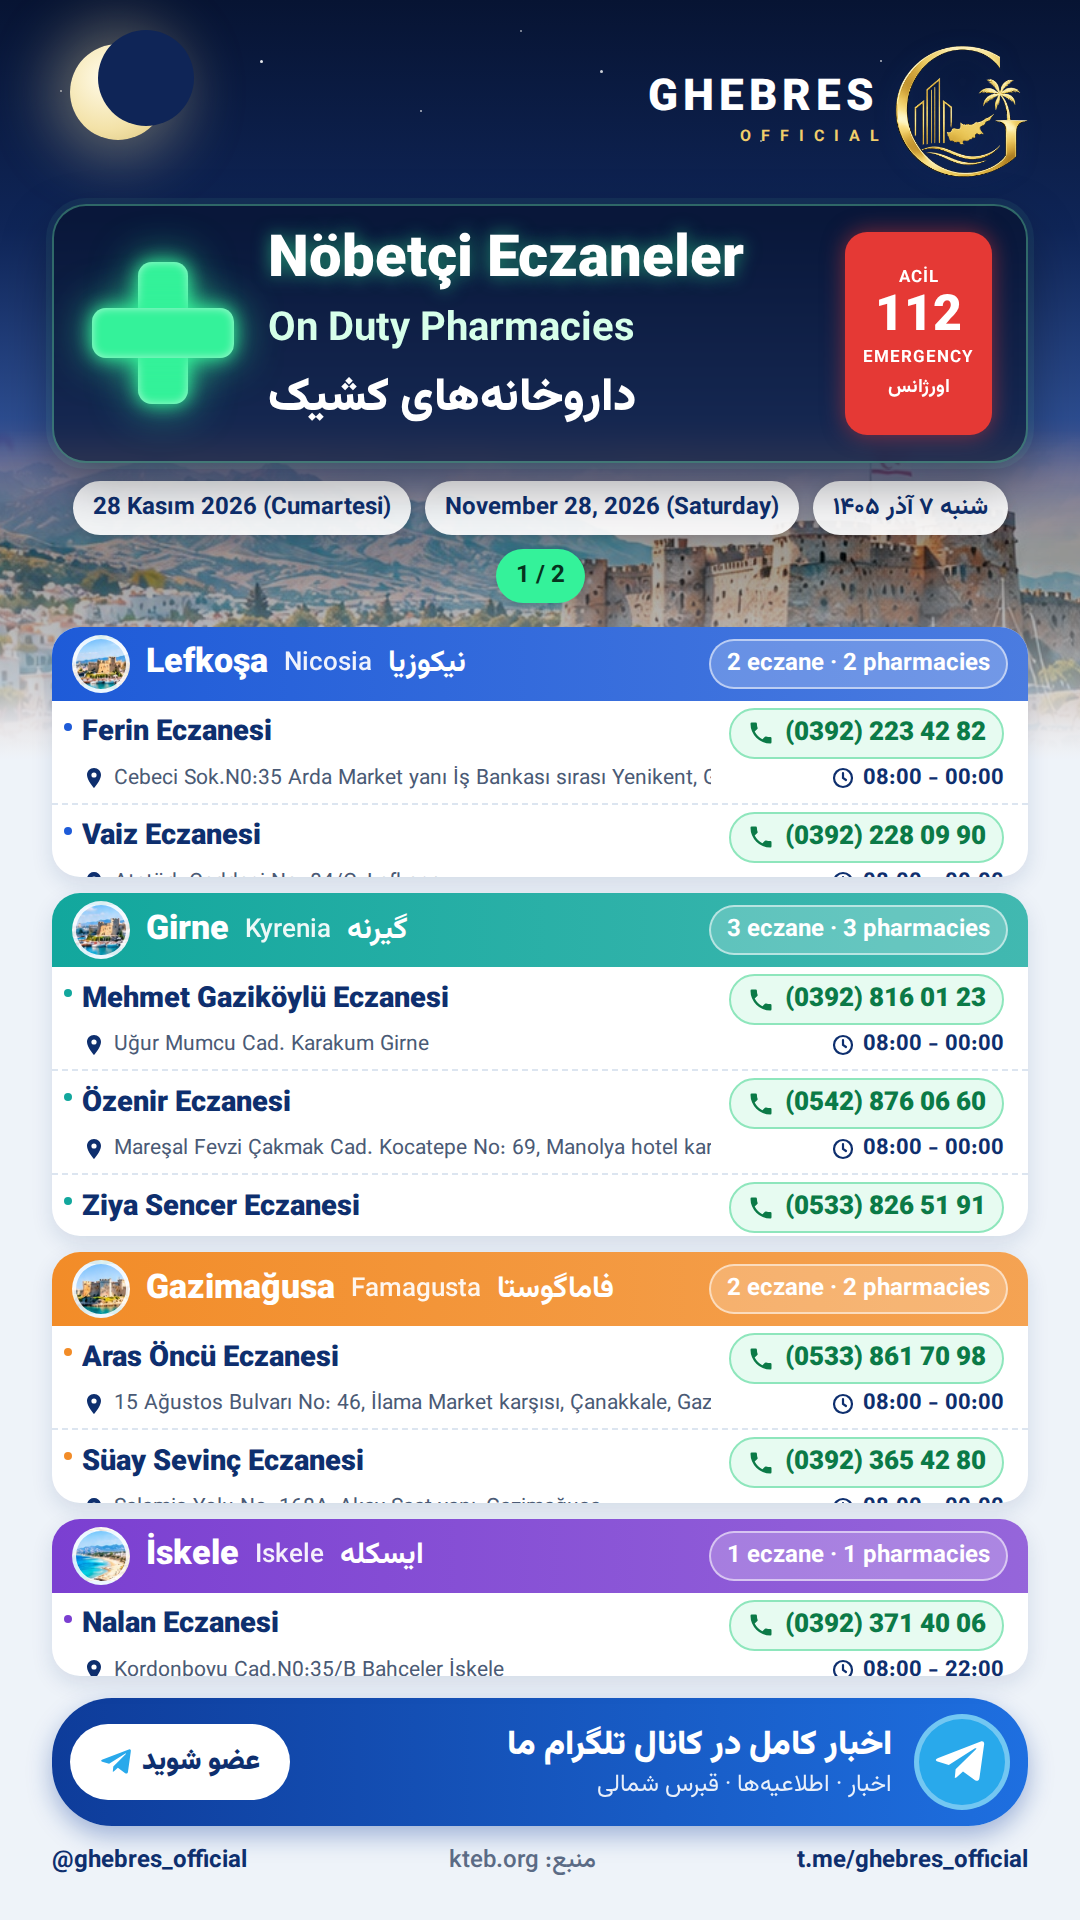 GHEBRES
OFFICIAL
Nöbetçi Eczaneler
On Duty Pharmacies
داروخانه‌های کشیک
ACİL
112
EMERGENCY
اورژانس
28 Kasım 2026 (Cumartesi)
November 28, 2026 (Saturday)
شنبه ۷ آذر ۱۴۰۵
1 / 2
Lefkoşa Nicosia نیکوزیا
2 eczane · 2 pharmacies
Ferin Eczanesi
(0392) 223 42 82
Cebeci Sok.N0:35 Arda Market yanı İş Bankası sırası Yenikent,
08:00 - 00:00
Vaiz Eczanesi
(0392) 228 09 90
Girne Kyrenia گیرنه
3 eczane · 3 pharmacies
Mehmet Gaziköylü Eczanesi
(0392) 816 01 23
Uğur Mumcu Cad. Karakum Girne
08:00 - 00:00
Özenir Eczanesi
(0542) 876 06 60
Mareşal Fevzi Çakmak Cad. Kocatepe No: 69, Manolya hotel kar
08:00 - 00:00
Ziya Sencer Eczanesi
(0533) 826 51 91
Gazimağusa Famagusta فاماگوستا
2 eczane · 2 pharmacies
Aras Öncü Eczanesi
(0533) 861 70 98
15 Ağustos Bulvarı No: 46, İlama Market karşısı, Çanakkale, Gaz
08:00 - 00:00
Süay Sevinç Eczanesi
(0392) 365 42 80
İskele Iskele ایسکله
1 eczane · 1 pharmacies
Nalan Eczanesi
(0392) 371 40 06
Kordonboyu Cad.N0:35/B Bahçeler İskele
08:00 - 22:00
اخبار کامل در کانال تلگرام ما
اخبار · اطلاعیه‌ها · قبرس شمالی
عضو شوید
@ghebres_official
منبع: kteb.org
t.me/ghebres_official